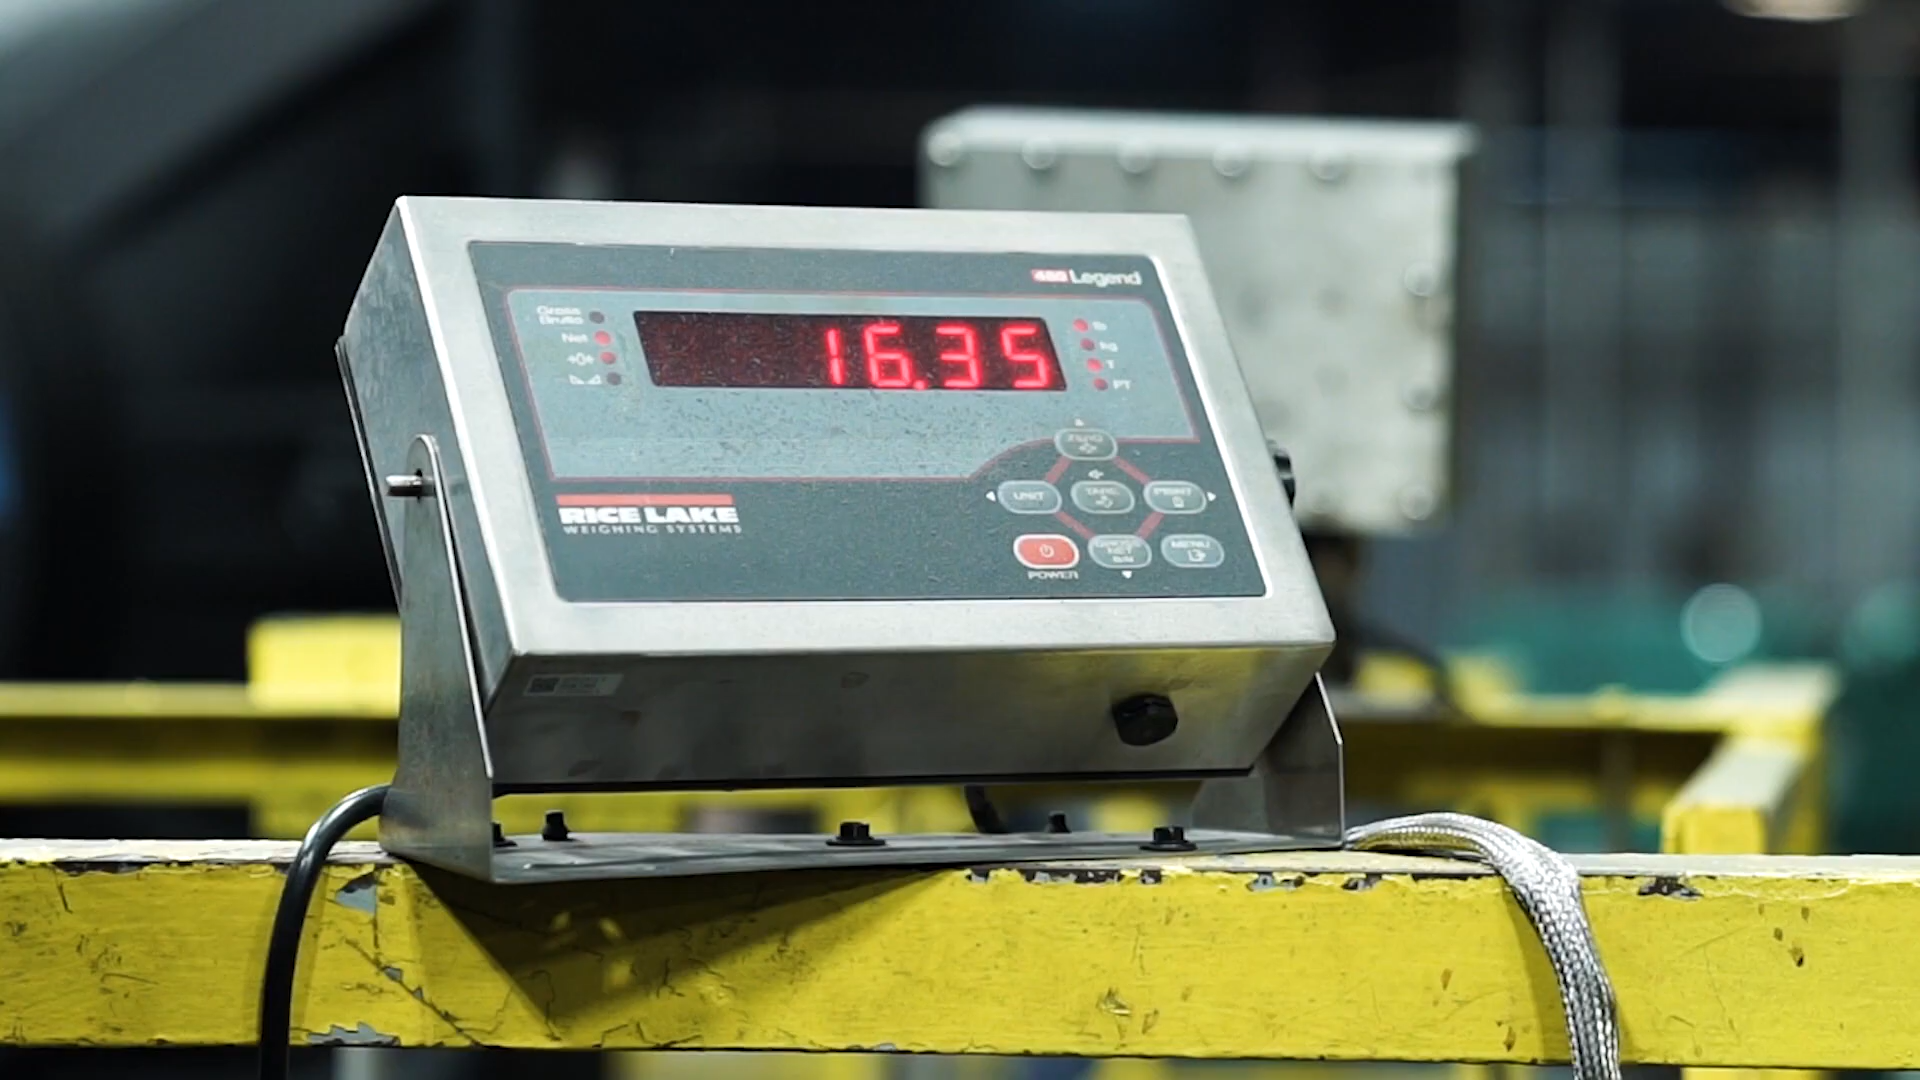 480 Legend
Gross
Brutto
Net
→0←
16.35
lb
kg
T
PT
ZERO
UNIT
TARE
PRINT
RICE LAKE
WEIGHING SYSTEMS
GROSS
NET
B/N
MENU
POWER